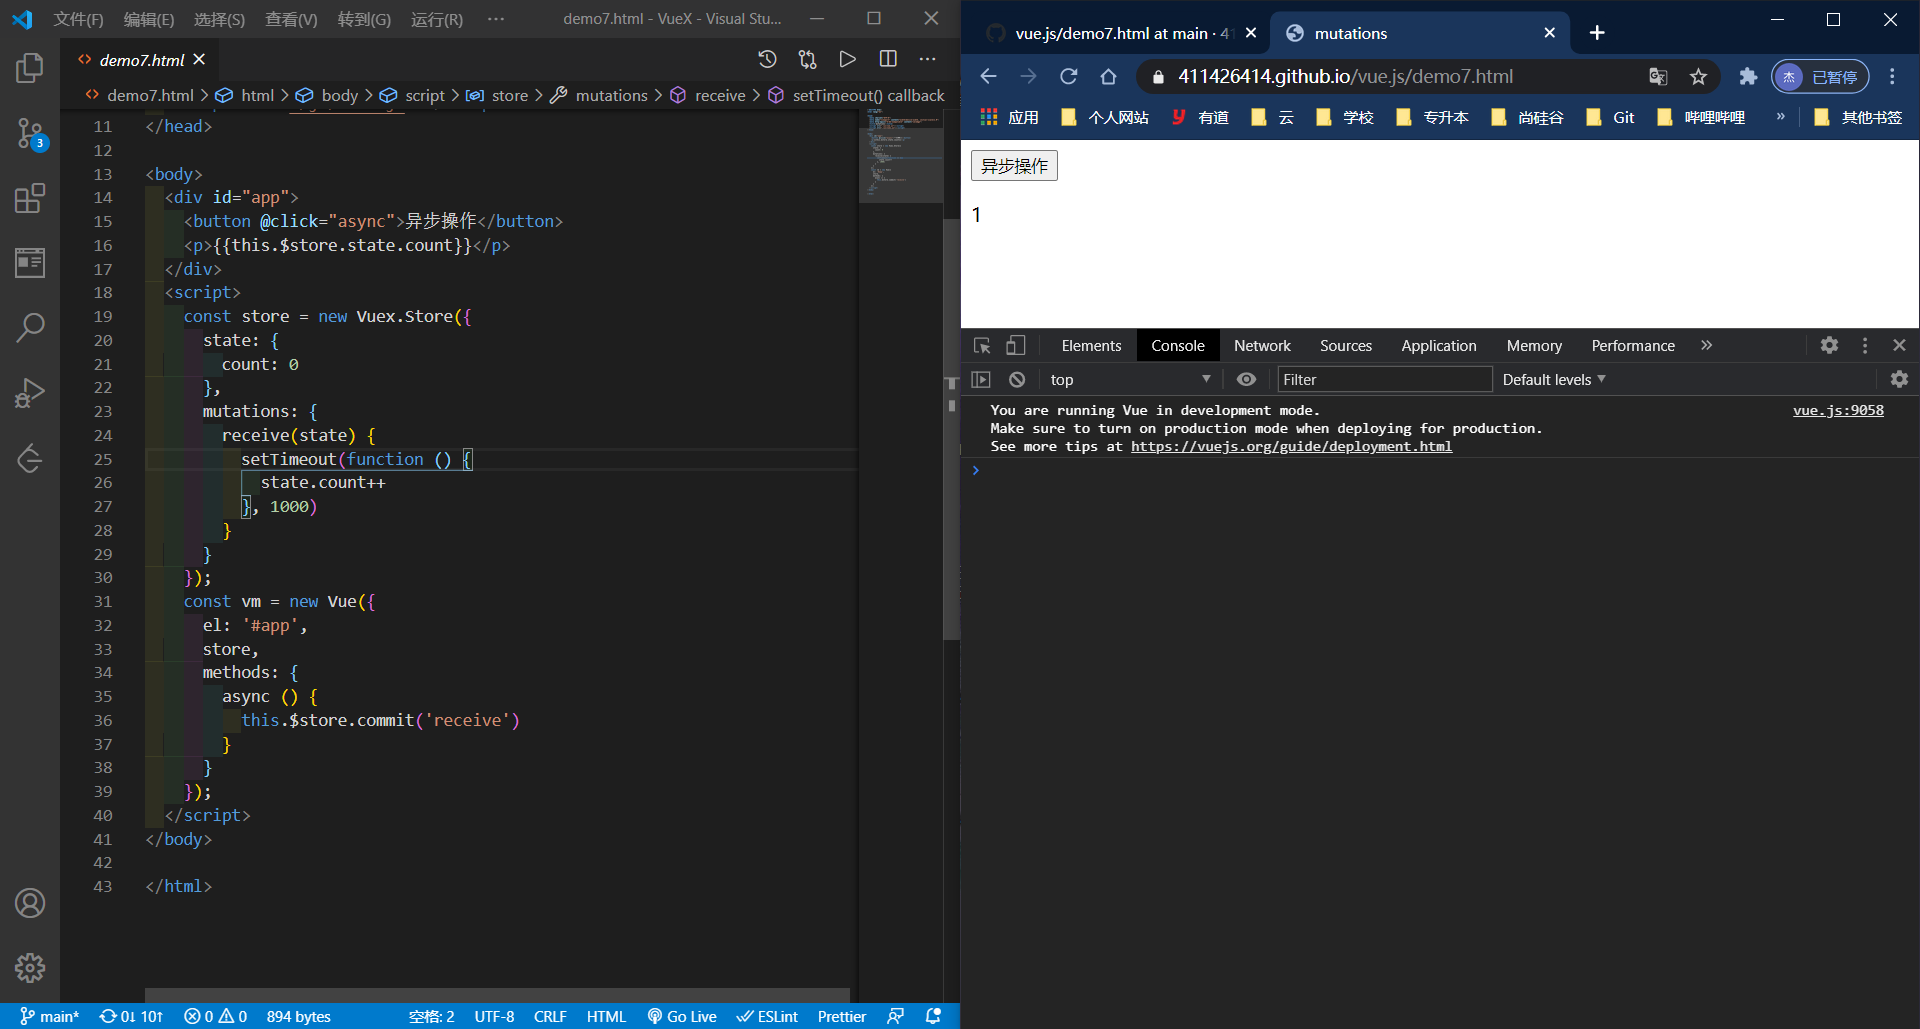 文件(F) 编辑(E) 选择(S) 查看(V) 转到(G) 运行(R) ··· demo7.html - VueX - Visual Stu...
demo7.html
demo7.html > html > body > script > store > mutations > receive > setTimeout() callback
11 </head>
12
13 <body>
14 <div id="app">
15 <button @click="async">异步操作</button>
16 <p>{{this.$store.state.count}}</p>
17 </div>
18 <script>
19 const store = new Vuex.Store({
20 state: {
21 count: 0
22 },
23 mutations: {
24 receive(state) {
25 setTimeout(function () {
26 state.count++
27 }, 1000)
28 }
29 }
30 });
31 const vm = new Vue({
32 el: '#app',
33 store,
34 methods: {
35 async () {
36 this.$store.commit('receive')
37 }
38 }
39 });
40 </script>
41 </body>
42
43 </html>
3
main* 0↓ 10↑ 0 0 894 bytes 空格: 2 UTF-8 CRLF HTML Go Live ESLint Prettier
vue.js/demo7.html at main · 41 mutations
411426414.github.io/vue.js/demo7.html 杰 已暂停
应用 个人网站 有道 云 学校 专升本 尚硅谷 Git 哔哩哔哩 » 其他书签
异步操作
1
Elements Console Network Sources Application Memory Performance »
top Filter Default levels
You are running Vue in development mode. vue.js:9058
Make sure to turn on production mode when deploying for production.
See more tips at https://vuejs.org/guide/deployment.html